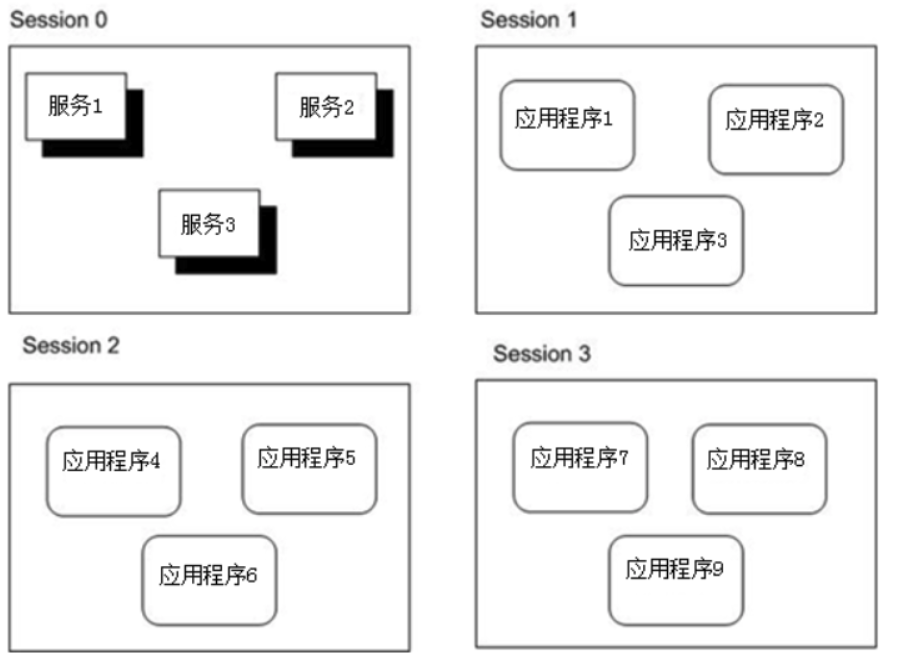 Session 0
服务1
服务2
服务3
Session 1
应用程序1
应用程序2
应用程序3
Session 2
应用程序4
应用程序5
应用程序6
Session 3
应用程序7
应用程序8
应用程序9